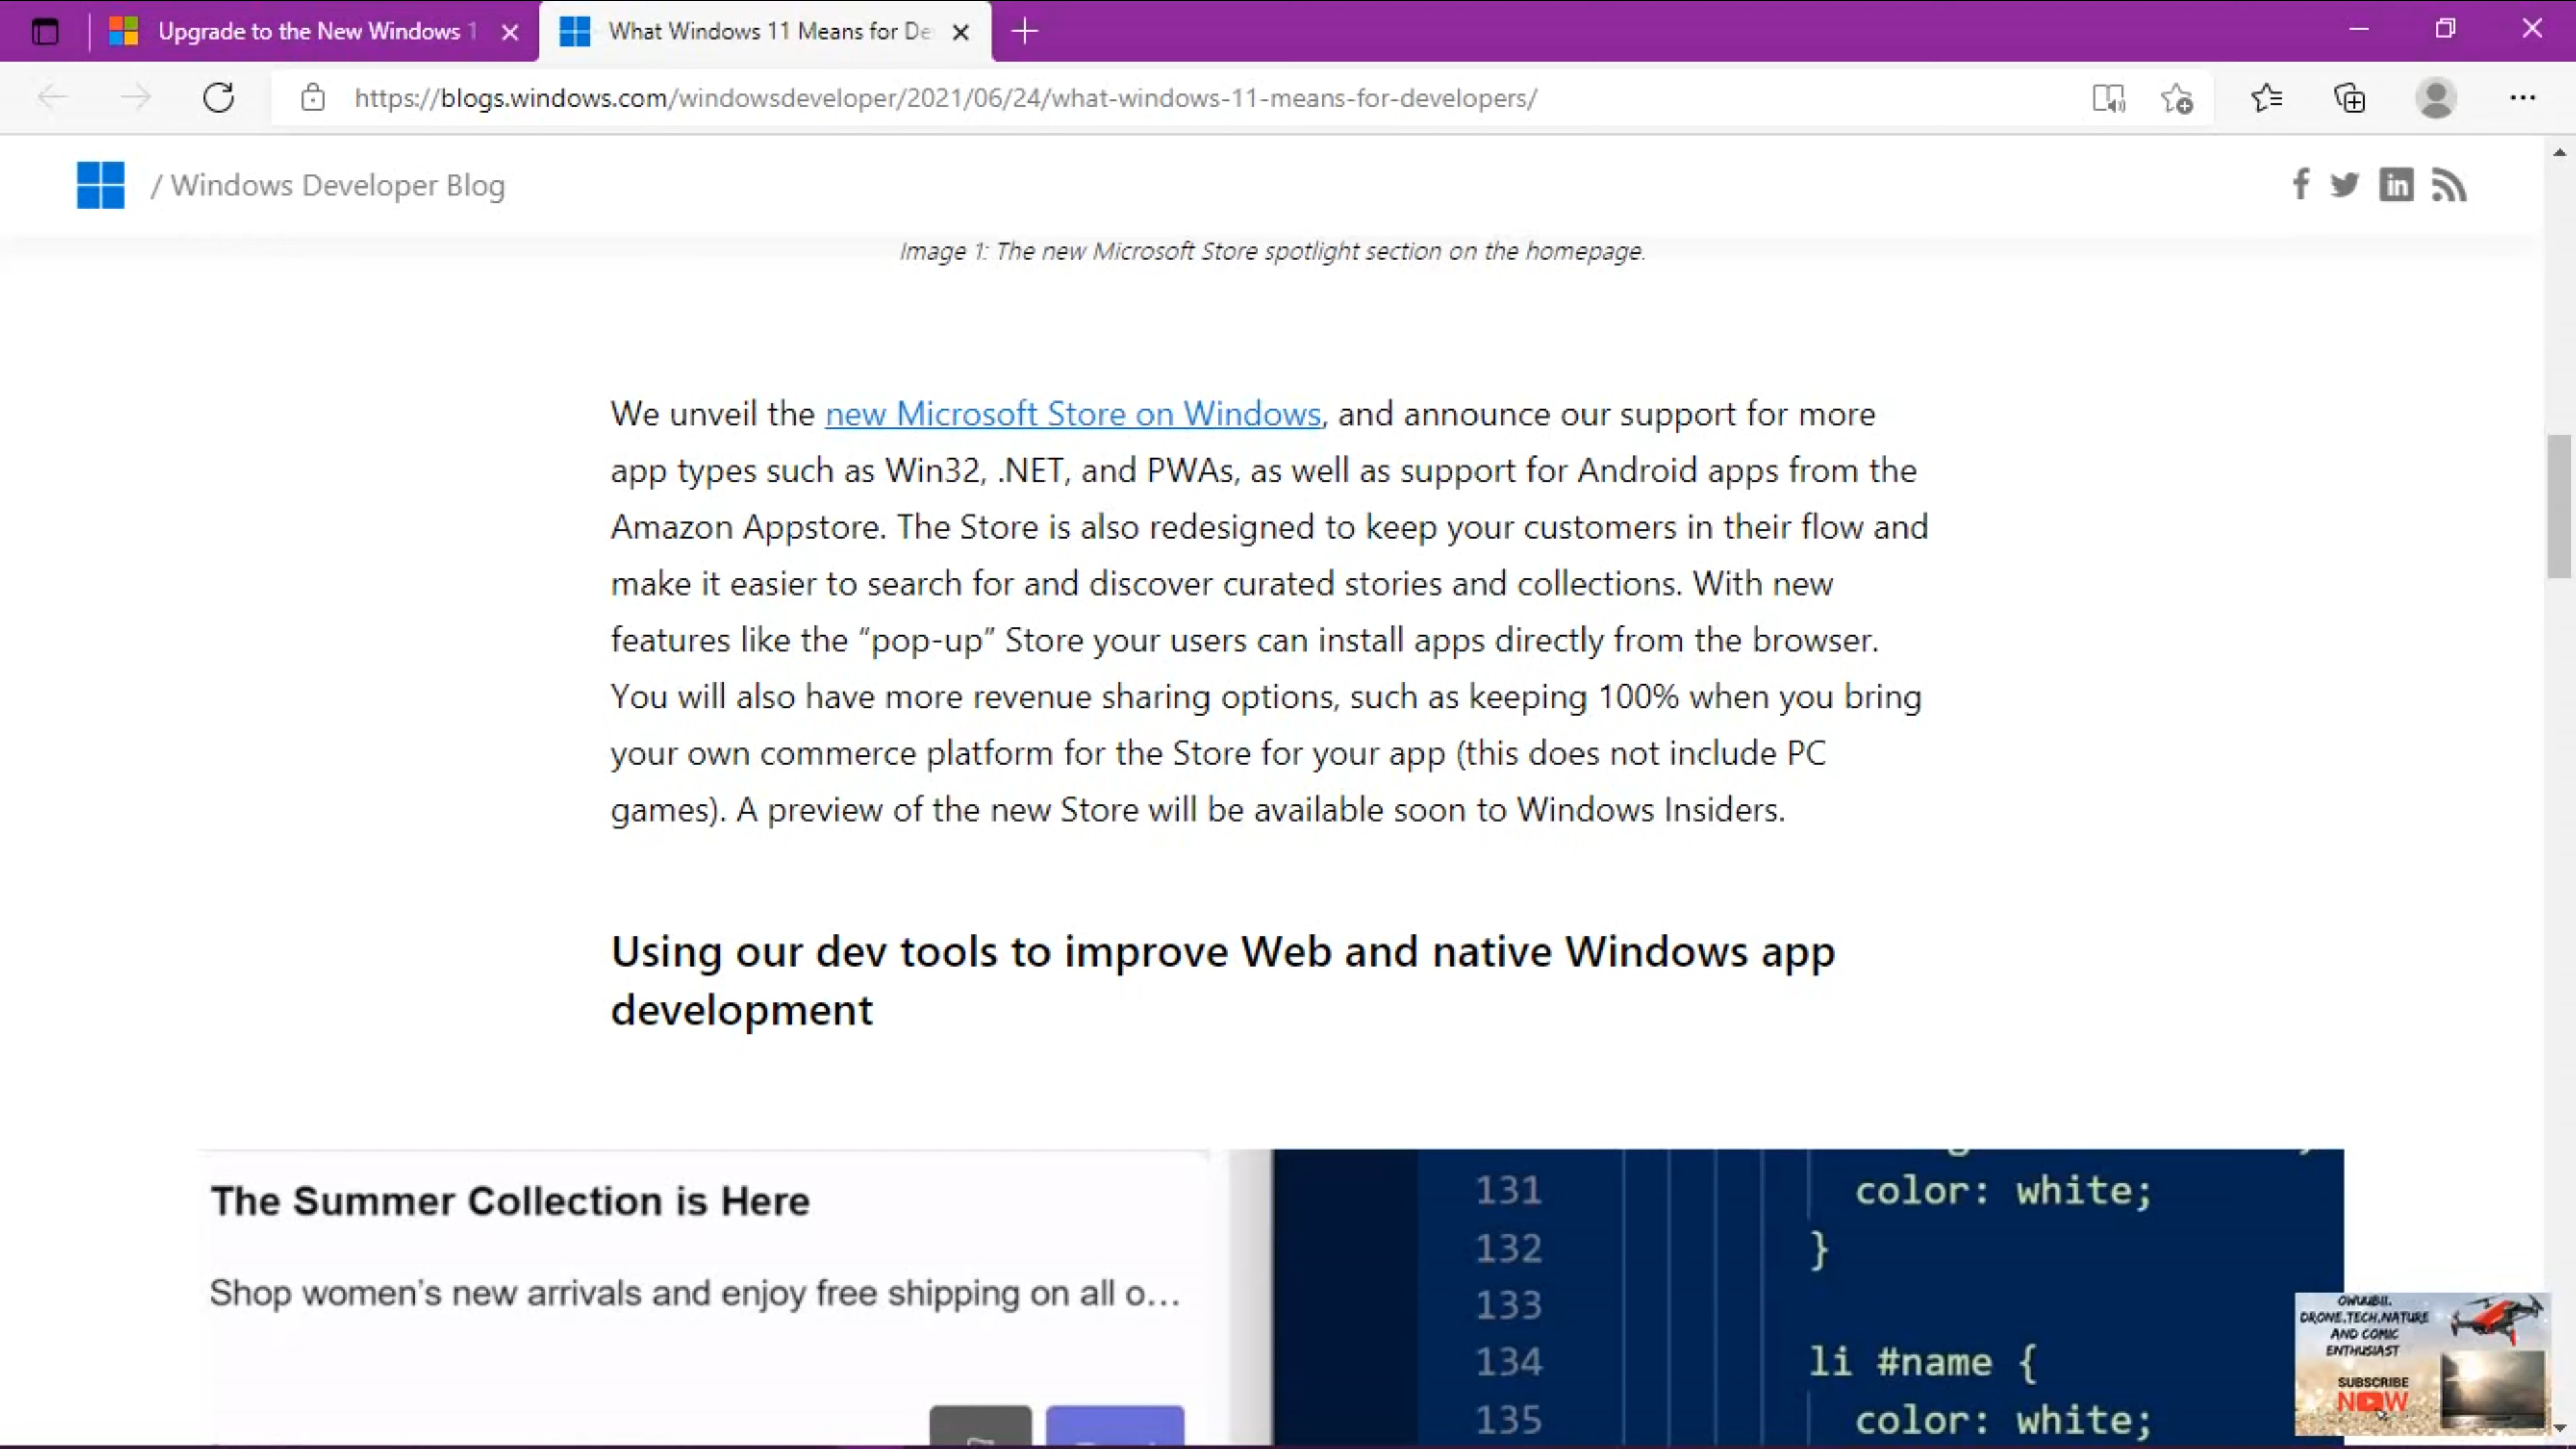 Upgrade to the New Windows 1
What Windows 11 Means for De
https://blogs.windows.com/windowsdeveloper/2021/06/24/what-windows-11-means-for-developers/
/ Windows Developer Blog
Image 1: The new Microsoft Store spotlight section on the homepage.
We unveil the new Microsoft Store on Windows, and announce our support for more
app types such as Win32, .NET, and PWAs, as well as support for Android apps from the
Amazon Appstore. The Store is also redesigned to keep your customers in their flow and
make it easier to search for and discover curated stories and collections. With new
features like the “pop-up” Store your users can install apps directly from the browser.
You will also have more revenue sharing options, such as keeping 100% when you bring
your own commerce platform for the Store for your app (this does not include PC
games). A preview of the new Store will be available soon to Windows Insiders.
Using our dev tools to improve Web and native Windows app
development
The Summer Collection is Here
Shop women’s new arrivals and enjoy free shipping on all o...
131 color: white;
132 }
133
134 li #name {
135 color: white;
OWUUBII.
DRONE,TECH,NATURE
AND COMIC
ENTHUSIAST
SUBSCRIBE
NOW